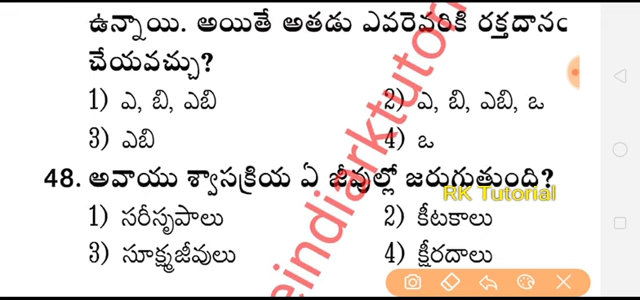 ఉన్నాయి. అయితే అతడు ఎవరెవరికి రక్తదానం
చేయవచ్చు?
1) ఎ, బి, ఎబి 2) ఎ, బి, ఎబి, ఒ
3) ఎబి 4) ఒ
48. అవాయు శ్వాసక్రియ ఏ జీవుల్లో జరుగుతుంది?
RK Tutorial
1) సరీసృపాలు 2) కీటకాలు
3) సూక్ష్మజీవులు 4) క్షీరదాలు
eindiarktutor